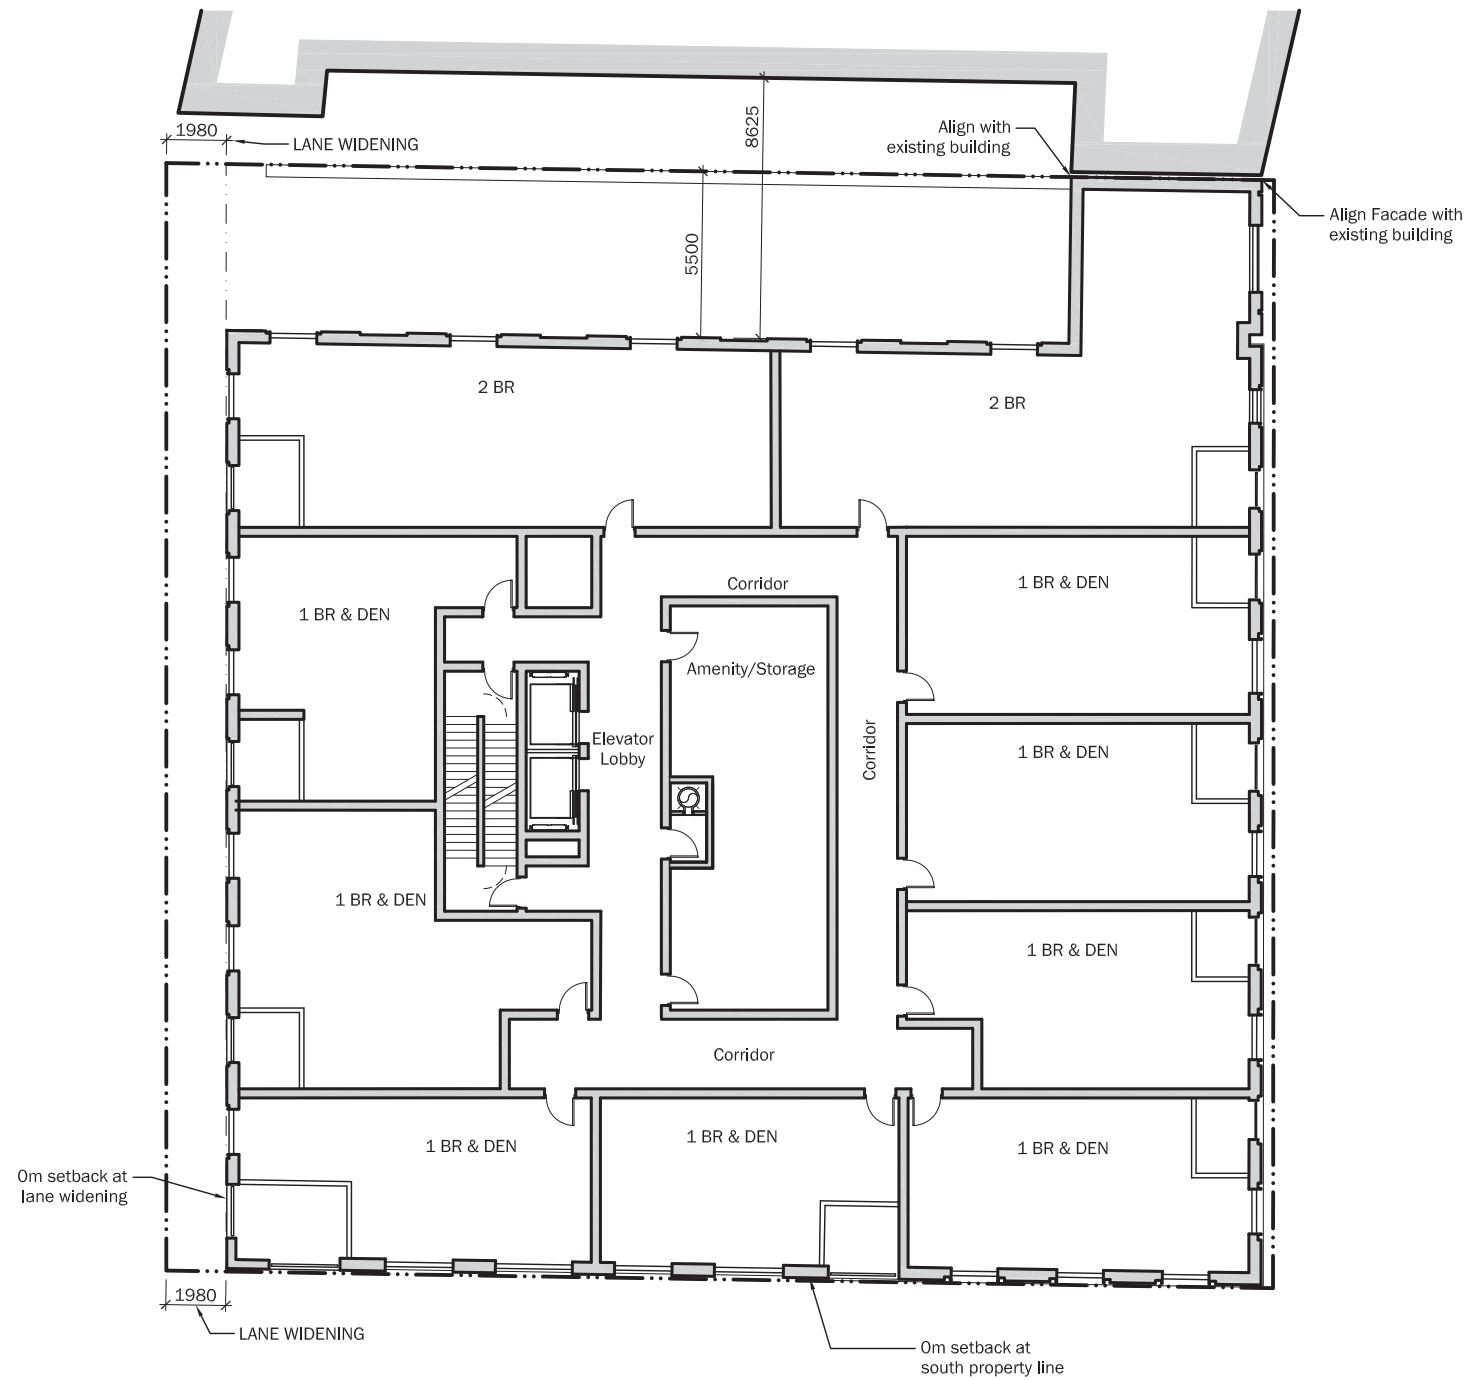 1980
LANE WIDENING
8625
Align with
existing building
Align Facade with
existing building
5500
2 BR
2 BR
Corridor
1 BR & DEN
1 BR & DEN
Amenity/Storage
Elevator
Lobby
Corridor
1 BR & DEN
1 BR & DEN
1 BR & DEN
Corridor
1 BR & DEN
1 BR & DEN
1 BR & DEN
0m setback at
lane widening
1980
LANE WIDENING
0m setback at
south property line